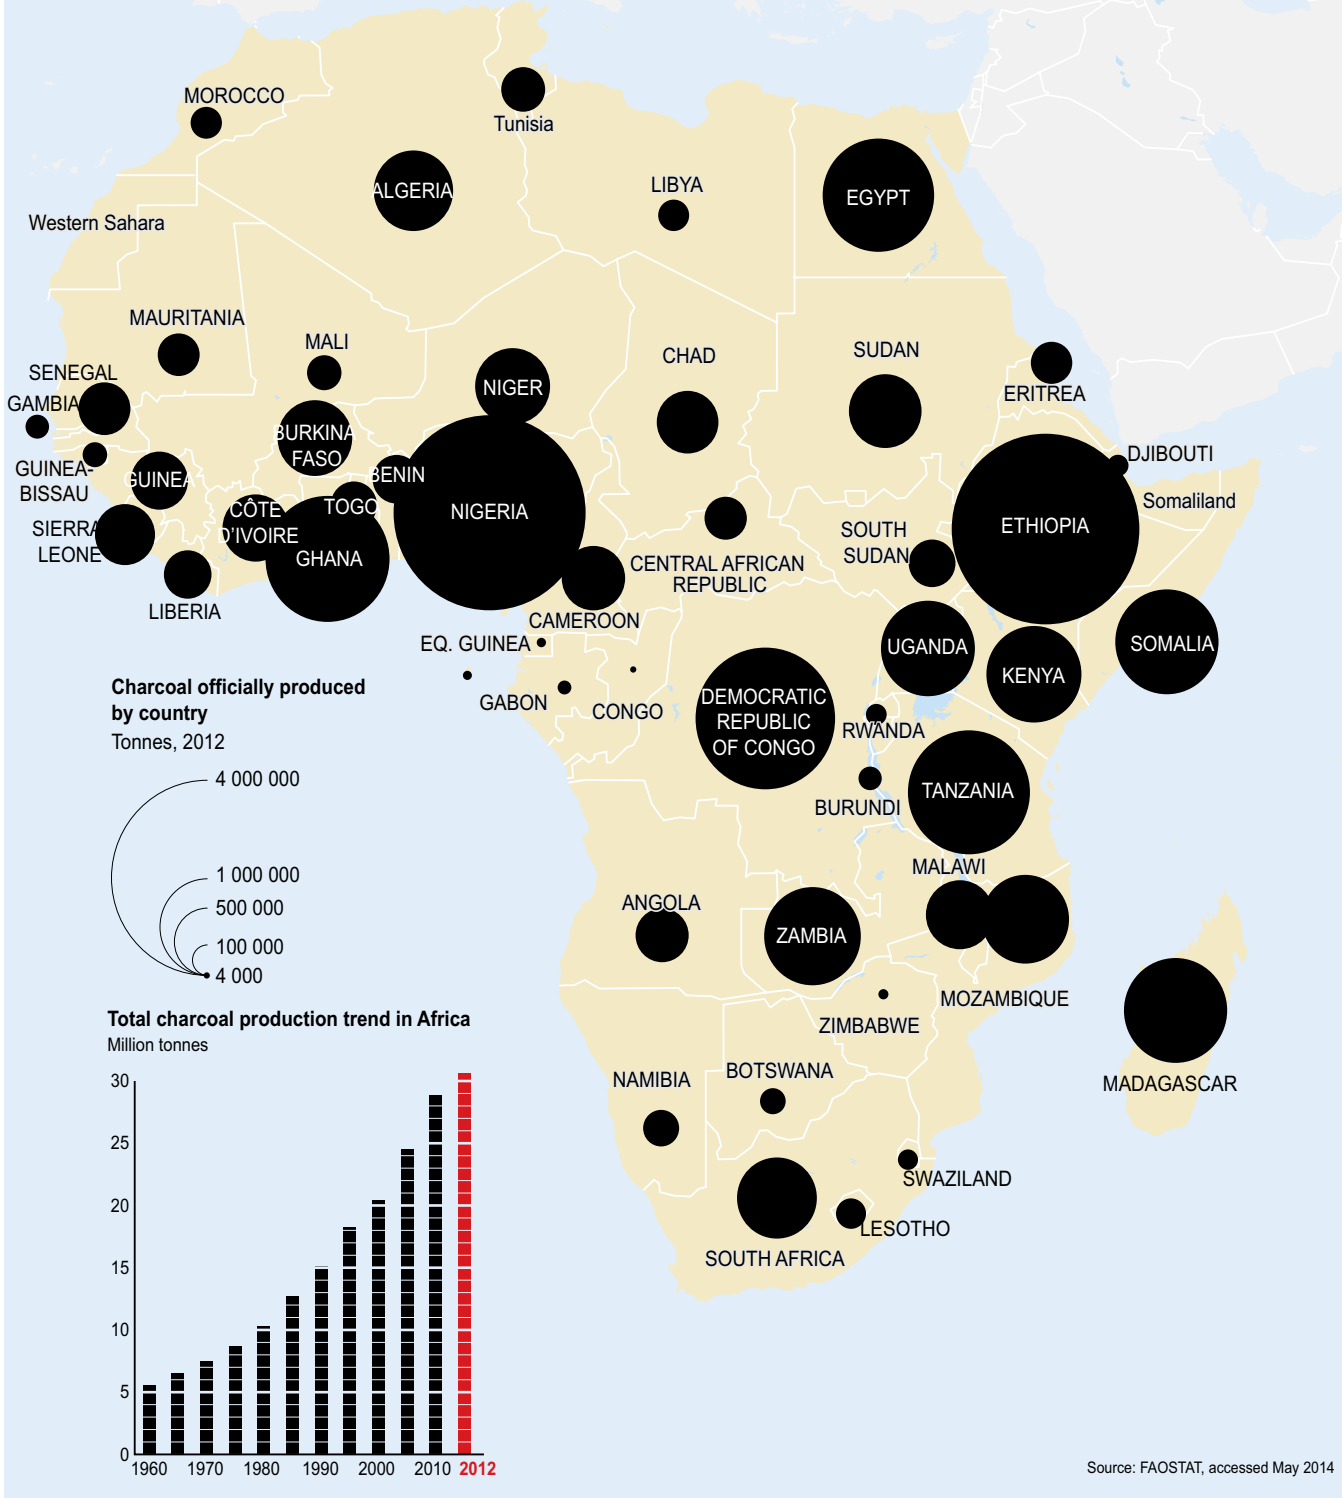 MOROCCO
Tunisia
ALGERIA
LIBYA
EGYPT
Western Sahara
MAURITANIA
MALI
NIGER
CHAD
SUDAN
ERITREA
SENEGAL
GAMBIA
BURKINA
FASO
BENIN
GUINEA-
BISSAU
GUINEA
CÔTE
D'IVOIRE
TOGO
NIGERIA
ETHIOPIA
DJIBOUTI
Somaliland
SIERRA
LEONE
GHANA
SOUTH
SUDAN
CENTRAL AFRICAN
REPUBLIC
LIBERIA
CAMEROON
EQ. GUINEA
UGANDA
KENYA
SOMALIA
GABON
CONGO
DEMOCRATIC
REPUBLIC
OF CONGO
RWANDA
BURUNDI
TANZANIA
MALAWI
ANGOLA
ZAMBIA
MOZAMBIQUE
ZIMBABWE
MADAGASCAR
NAMIBIA
BOTSWANA
SWAZILAND
LESOTHO
SOUTH AFRICA
Charcoal officially produced
by country
Tonnes, 2012
4 000 000
1 000 000
500 000
100 000
4 000
Total charcoal production trend in Africa
Million tonnes
30
25
20
15
10
5
0
1960 1970 1980 1990 2000 2010 2012
Source: FAOSTAT, accessed May 2014